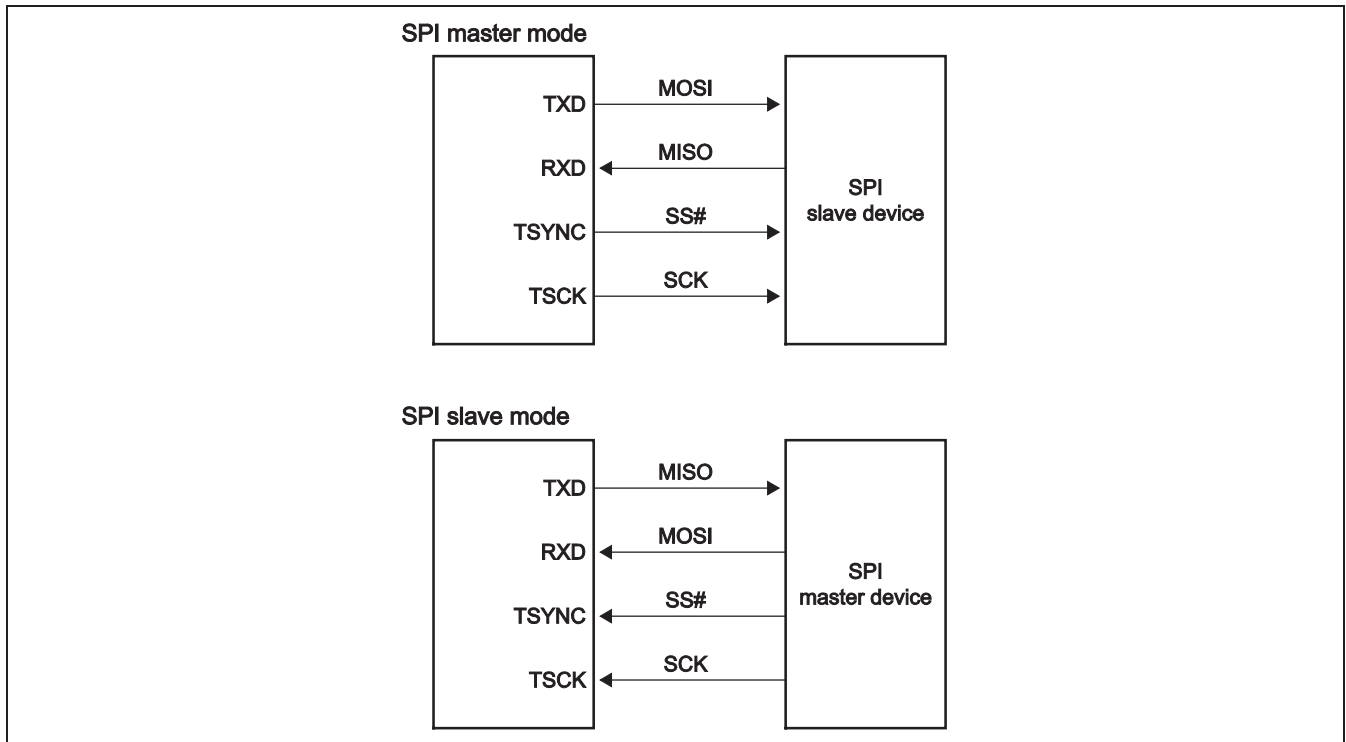 SPI master mode
TXD
MOSI
RXD
MISO
TSYNC
SS#
TSCK
SCK
SPI
slave device
SPI slave mode
TXD
MISO
RXD
MOSI
TSYNC
SS#
TSCK
SCK
SPI
master device